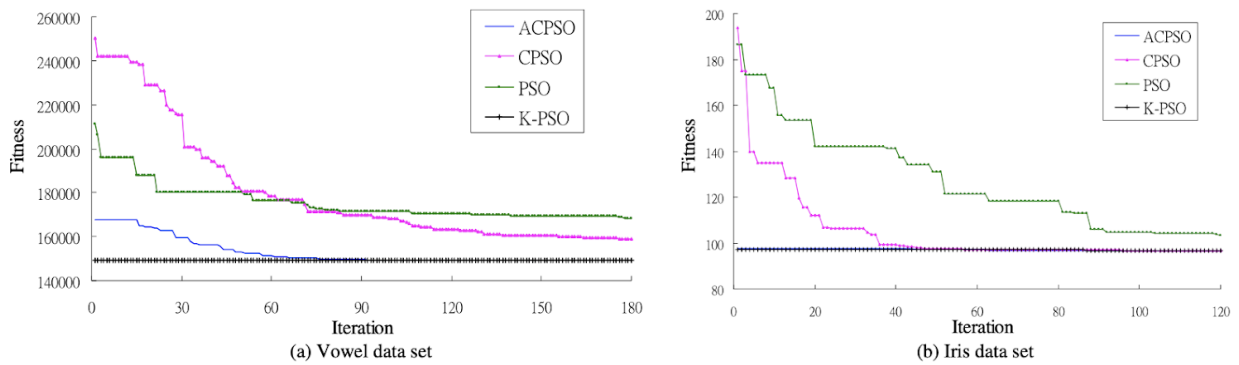 260000
240000
220000
200000
180000
160000
140000
Fitness
ACPSO
CPSO
PSO
K-PSO
0 30 60 90 120 150 180
Iteration
(a) Vowel data set
200
180
160
140
120
100
80
Fitness
ACPSO
CPSO
PSO
K-PSO
0 20 40 60 80 100 120
Iteration
(b) Iris data set